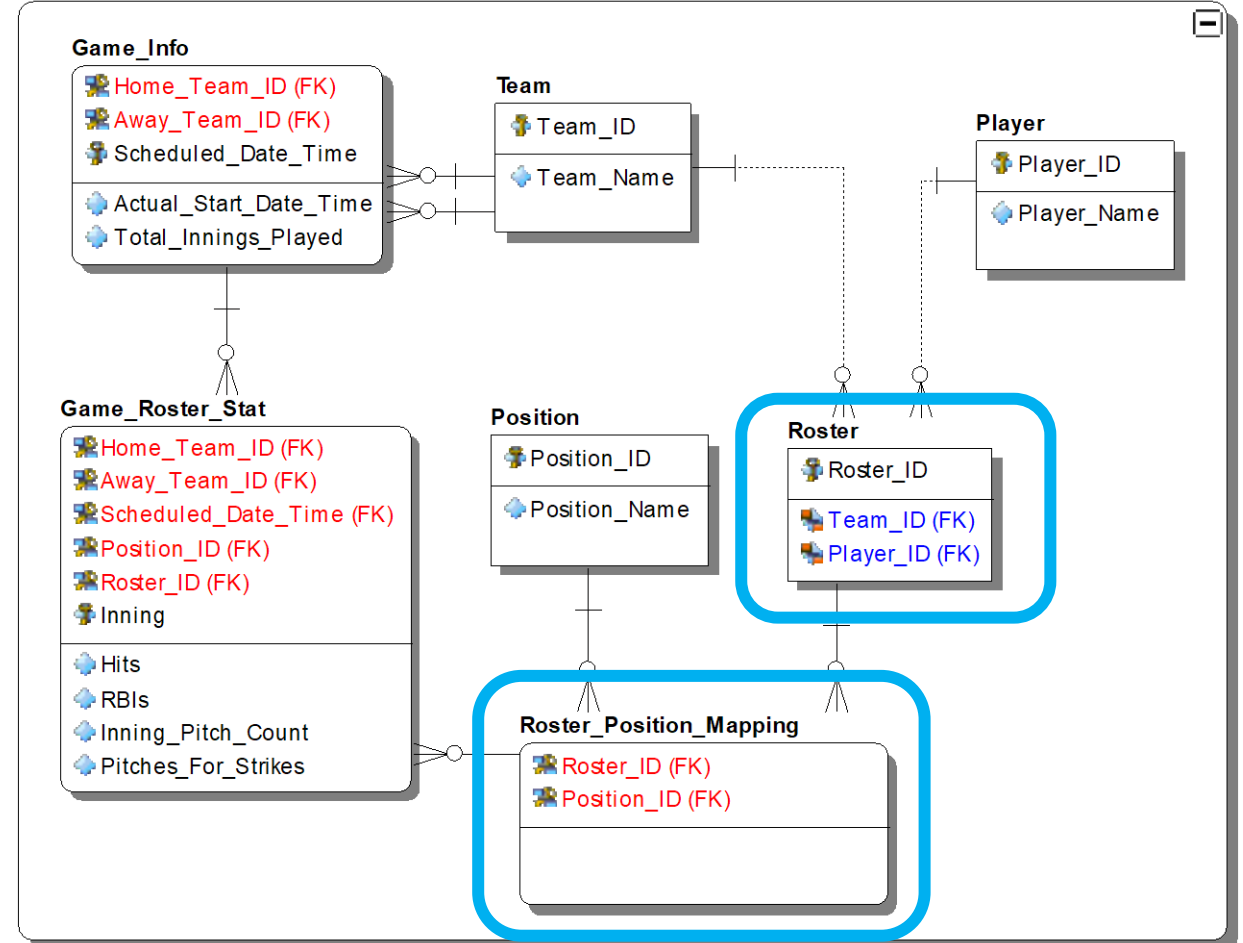 Game_Info
Home_Team_ID (FK)
Away_Team_ID (FK)
Scheduled_Date_Time
Actual_Start_Date_Time
Total_Innings_Played
Team
Team_ID
Team_Name
Player
Player_ID
Player_Name
Game_Roster_Stat
Home_Team_ID (FK)
Away_Team_ID (FK)
Scheduled_Date_Time (FK)
Position_ID (FK)
Roster_ID (FK)
Inning
Hits
RBIs
Inning_Pitch_Count
Pitches_For_Strikes
Position
Position_ID
Position_Name
Roster
Roster_ID
Team_ID (FK)
Player_ID (FK)
Roster_Position_Mapping
Roster_ID (FK)
Position_ID (FK)